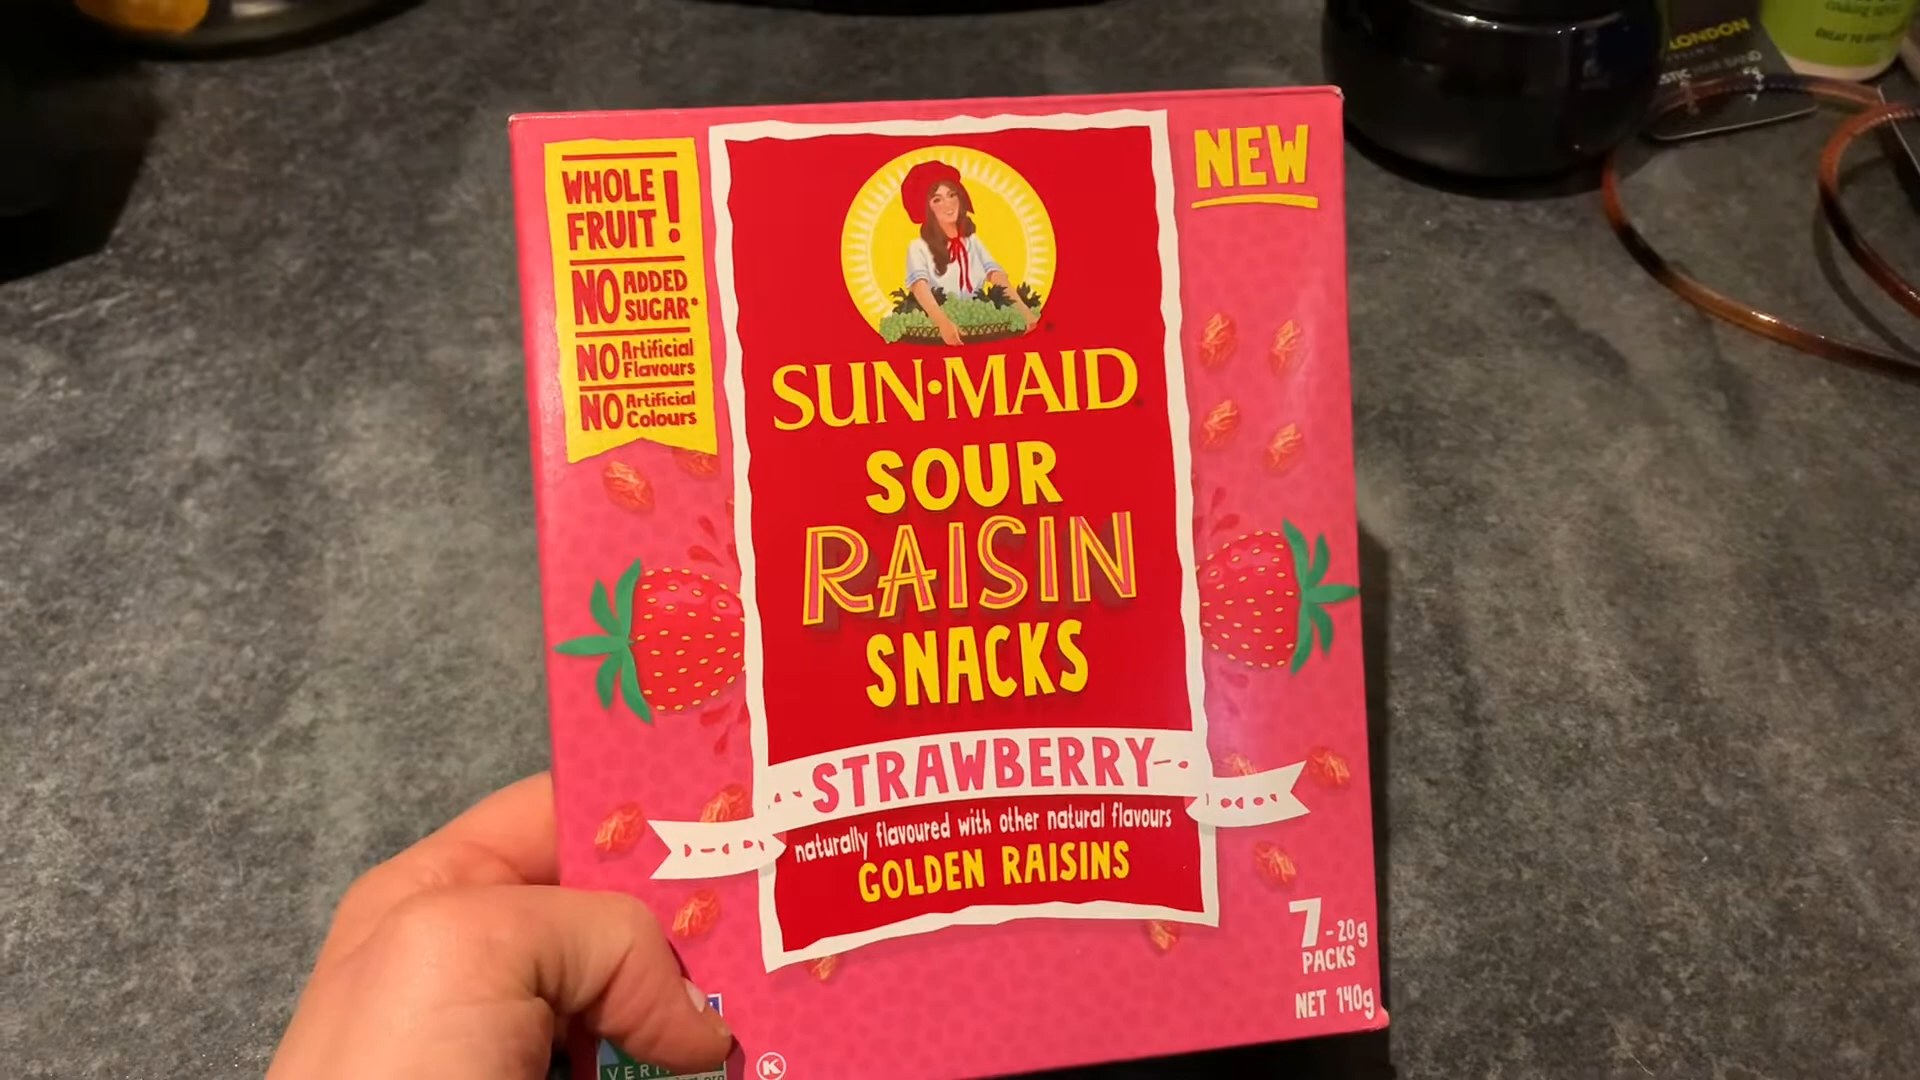 WHOLE
FRUIT!
NO ADDED
SUGAR*
NO Artificial
Flavours
NO Artificial
Colours
NEW
SUN•MAID
SOUR
RAISIN
SNACKS
STRAWBERRY
naturally flavoured with other natural flavours
GOLDEN RAISINS
7 - 20g
PACKS
NET 140g
K
LONDON